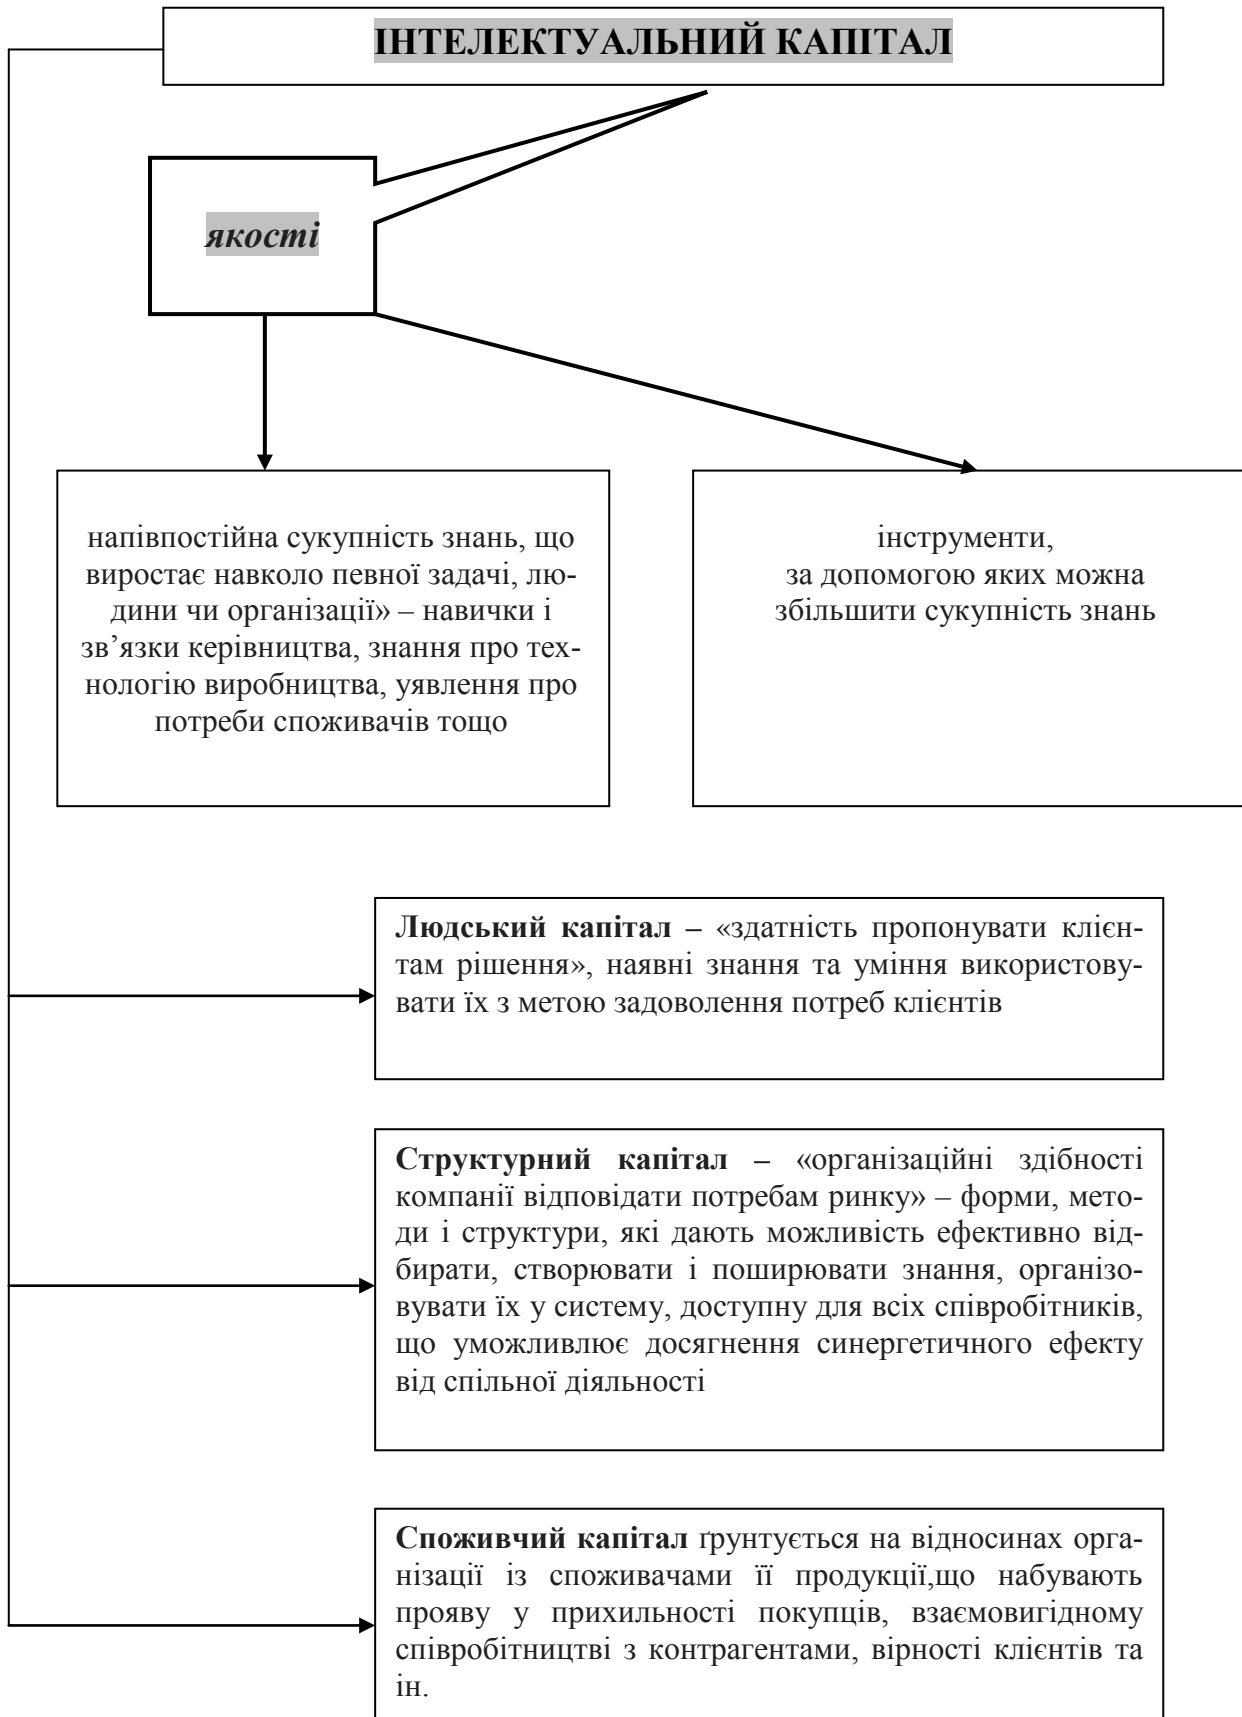 ІНТЕЛЕКТУАЛЬНИЙ КАПІТАЛ
якості
напівпостійна сукупність знань, що
виростає навколо певної задачі, лю-
дини чи організації» – навички і
зв’язки керівництва, знання про тех-
нологію виробництва, уявлення про
потреби споживачів тощо
інструменти,
за допомогою яких можна
збільшити сукупність знань
Людський капітал – «здатність пропонувати клієн-
там рішення», наявні знання та уміння використову-
вати їх з метою задоволення потреб клієнтів
Структурний капітал – «організаційні здібності
компанії відповідати потребам ринку» – форми, мето-
ди і структури, які дають можливість ефективно від-
бирати, створювати і поширювати знання, організо-
вувати їх у систему, доступну для всіх співробітників,
що уможливлює досягнення синергетичного ефекту
від спільної діяльності
Споживчий капітал ґрунтується на відносинах орга-
нізації із споживачами її продукції,що набувають
прояву у прихильності покупців, взаємовигідному
співробітництві з контрагентами, вірності клієнтів та
ін.